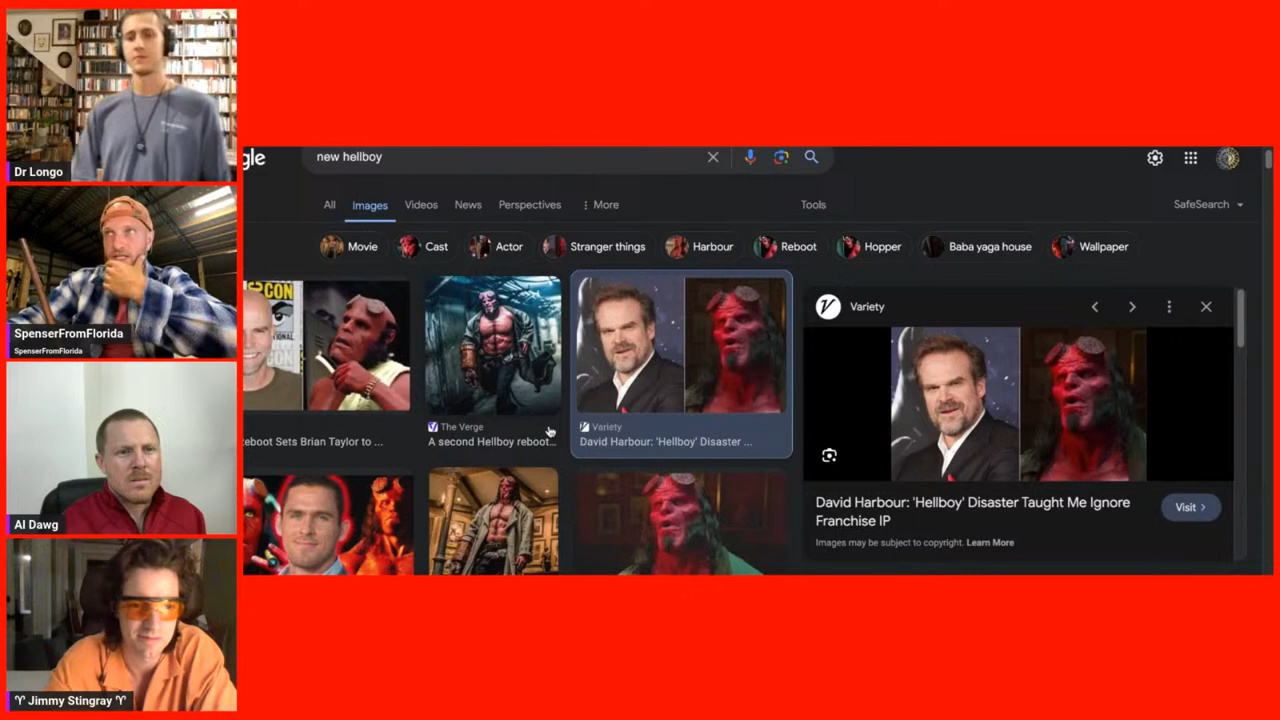 Dr Longo
SpenserFromFlorida
SpenserFromFlorida
Al Dawg
♈ Jimmy Stingray ♈
gle
new hellboy
All Images Videos News Perspectives More Tools SafeSearch
Movie Cast Actor Stranger things Harbour Reboot Hopper Baba yaga house Wallpaper
CON
The Verge
Variety
eboot Sets Brian Taylor to ...
A second Hellboy reboot...
David Harbour: 'Hellboy' Disaster ...
V Variety
David Harbour: 'Hellboy' Disaster Taught Me Ignore
Franchise IP
Visit
Images may be subject to copyright. Learn More